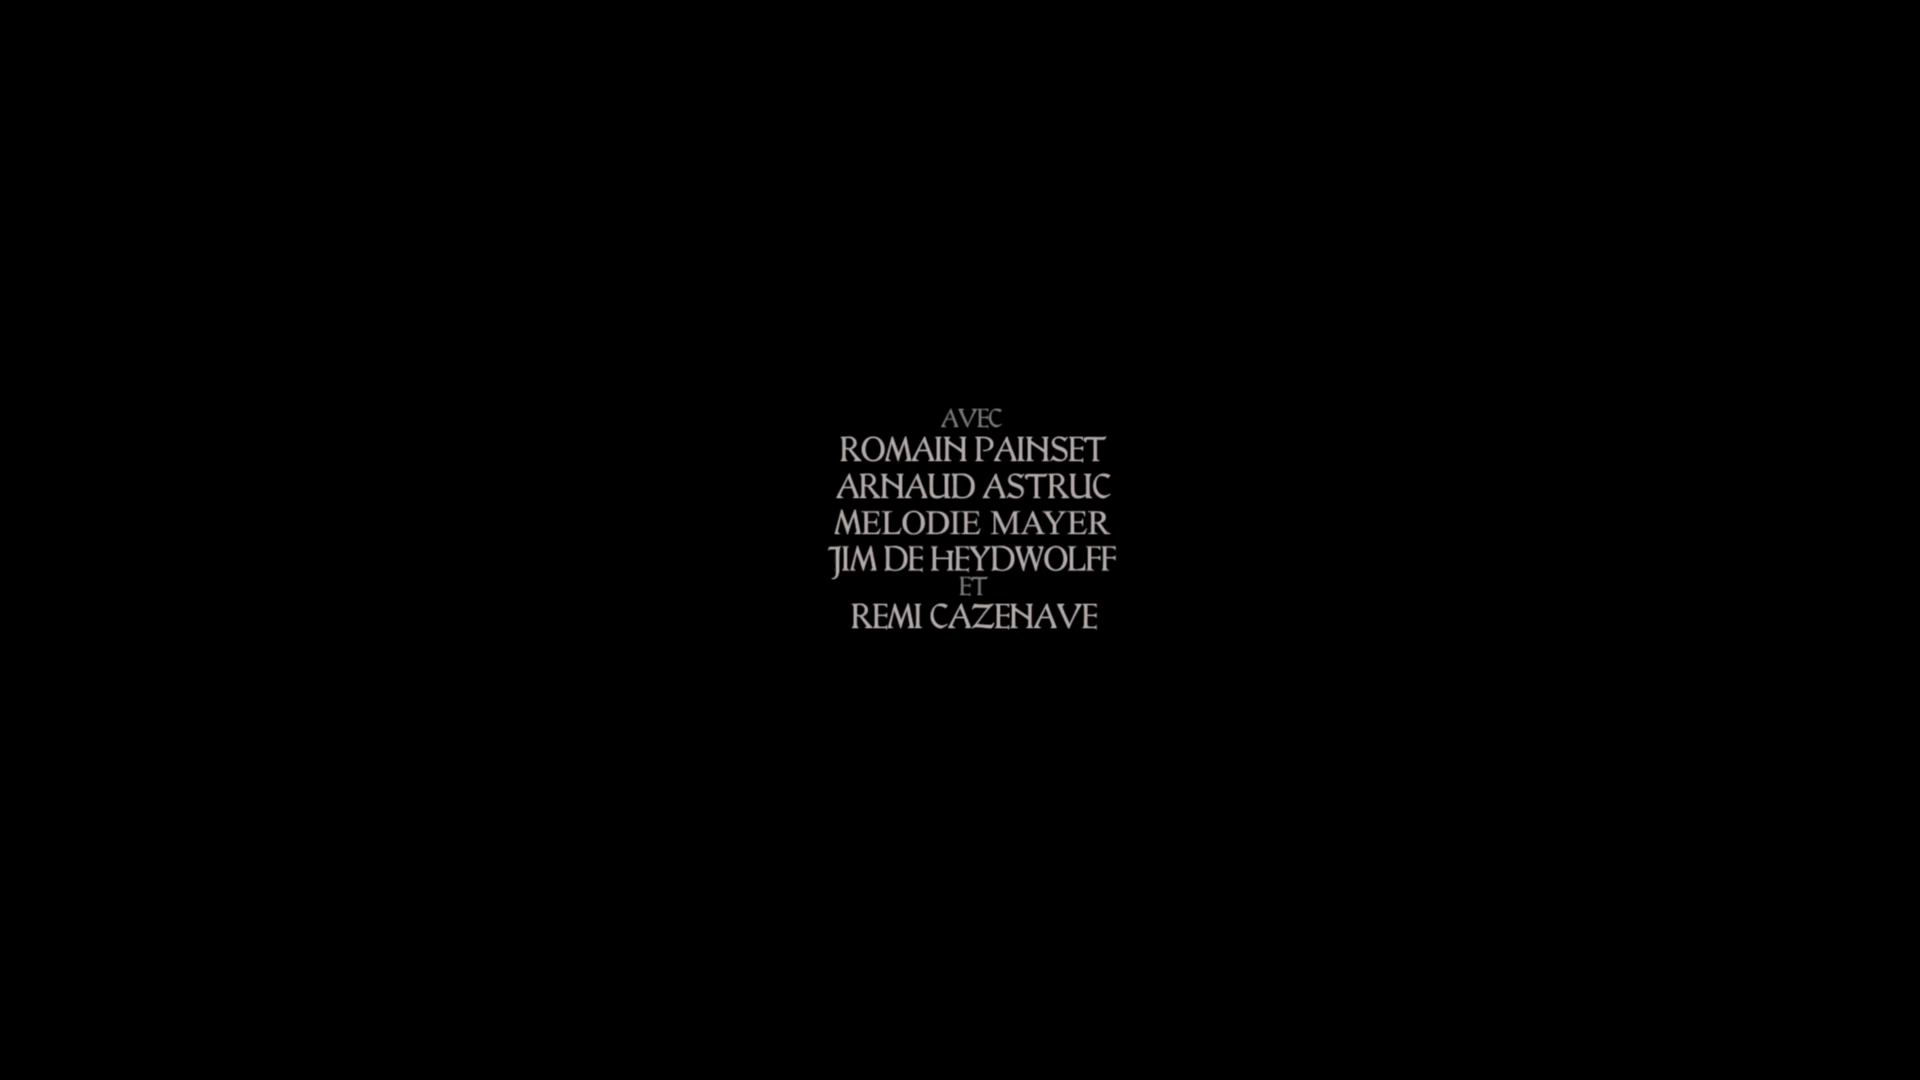 AVEC
ROMAIN PAINSET
ARNAUD ASTRUC
MELODIE MAYER
JIM DE HEYDWOLFF
ET
REMI CAZENAVE